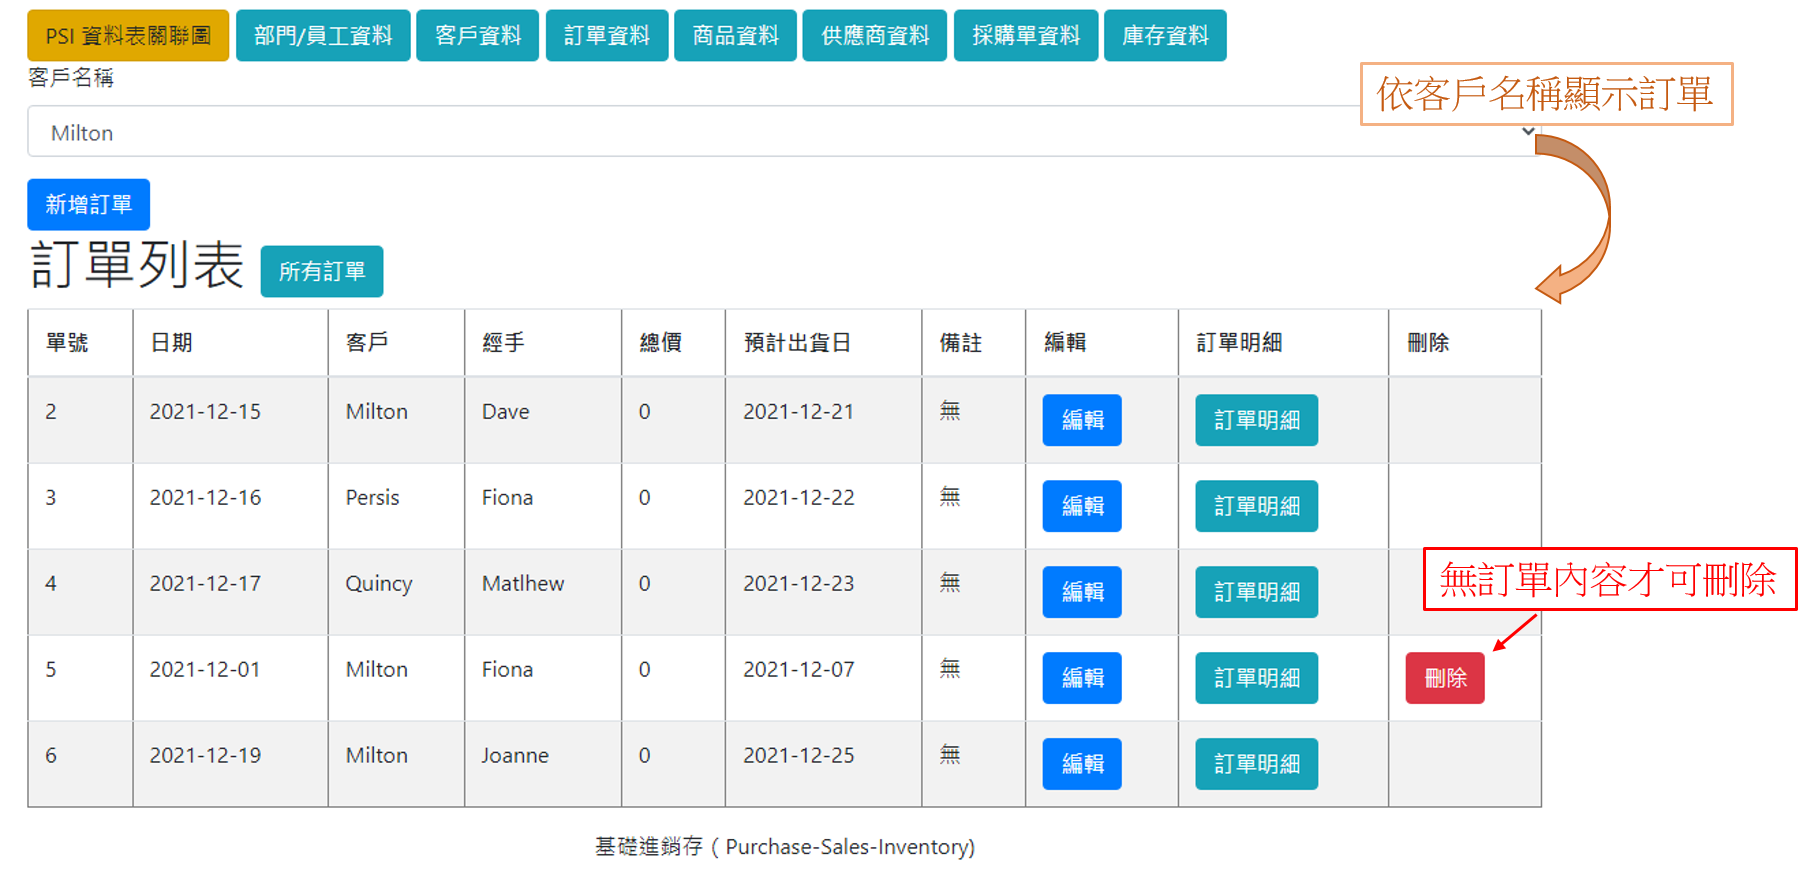 PSI 資料表關聯圖 部門/員工資料 客戶資料 訂單資料 商品資料 供應商資料 採購單資料 庫存資料
客戶名稱
依客戶名稱顯示訂單
Milton
新增訂單
訂單列表 所有訂單
單號 日期 客戶 經手 總價 預計出貨日 備註 編輯 訂單明細 刪除
2 2021-12-15 Milton Dave 0 2021-12-21 無 編輯 訂單明細
3 2021-12-16 Persis Fiona 0 2021-12-22 無 編輯 訂單明細
無訂單內容才可刪除
4 2021-12-17 Quincy Matlhew 0 2021-12-23 無 編輯 訂單明細
5 2021-12-01 Milton Fiona 0 2021-12-07 無 編輯 訂單明細 刪除
6 2021-12-19 Milton Joanne 0 2021-12-25 無 編輯 訂單明細
基礎進銷存 ( Purchase-Sales-Inventory)